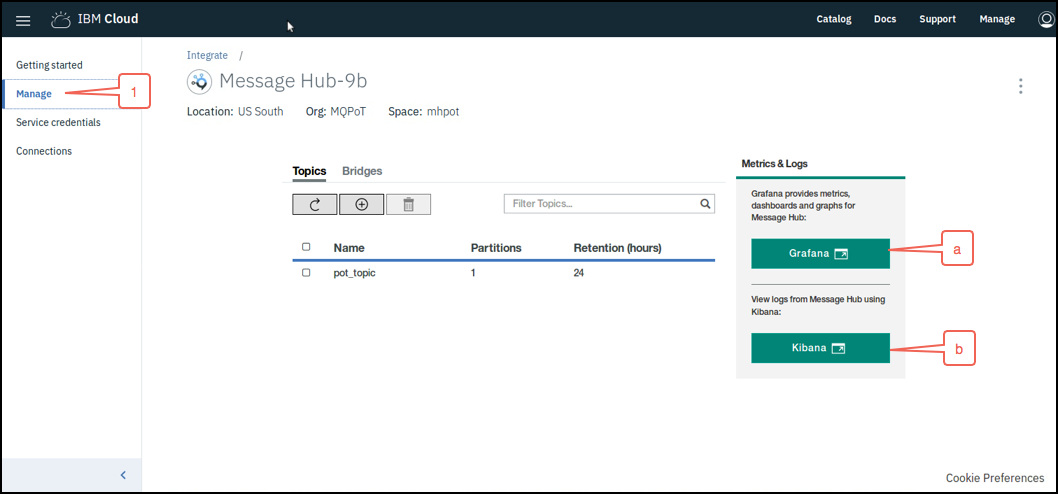 IBM Cloud
Catalog
Docs
Support
Manage
Getting started
Manage
1
Service credentials
Connections
Integrate /
Message Hub-9b
Location: US South Org: MQPoT Space: mhpot
Topics Bridges
Filter Topics...
Name Partitions Retention (hours)
pot_topic 1 24
Metrics & Logs
Grafana provides metrics,
dashboards and graphs for
Message Hub:
Grafana
a
View logs from Message Hub using
Kibana:
Kibana
b
Cookie Preferences